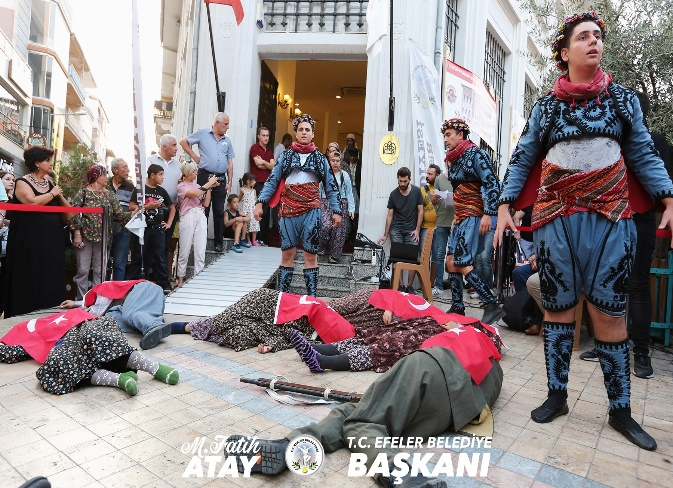 M. Fatih
ATAY
T.C. EFELER BELEDİYE
BAŞKANI